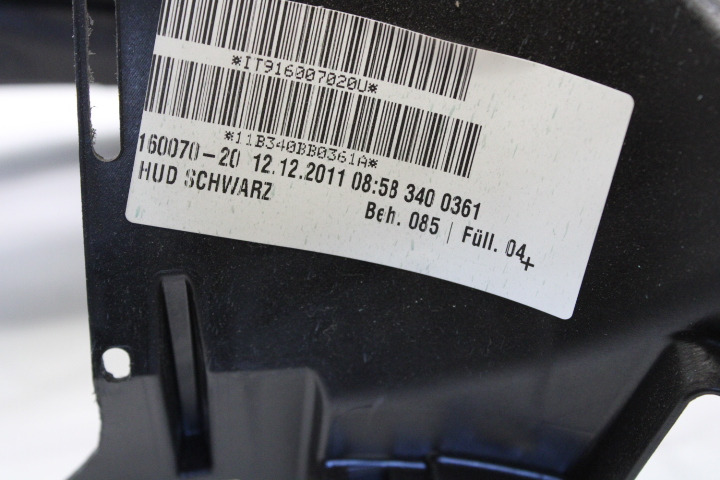 *IT916007020U*
*11B340BB0361A*
160070-20 12.12.2011 08:58 340 0361
HUD SCHWARZ
Beh. 085 | Füll. 04+